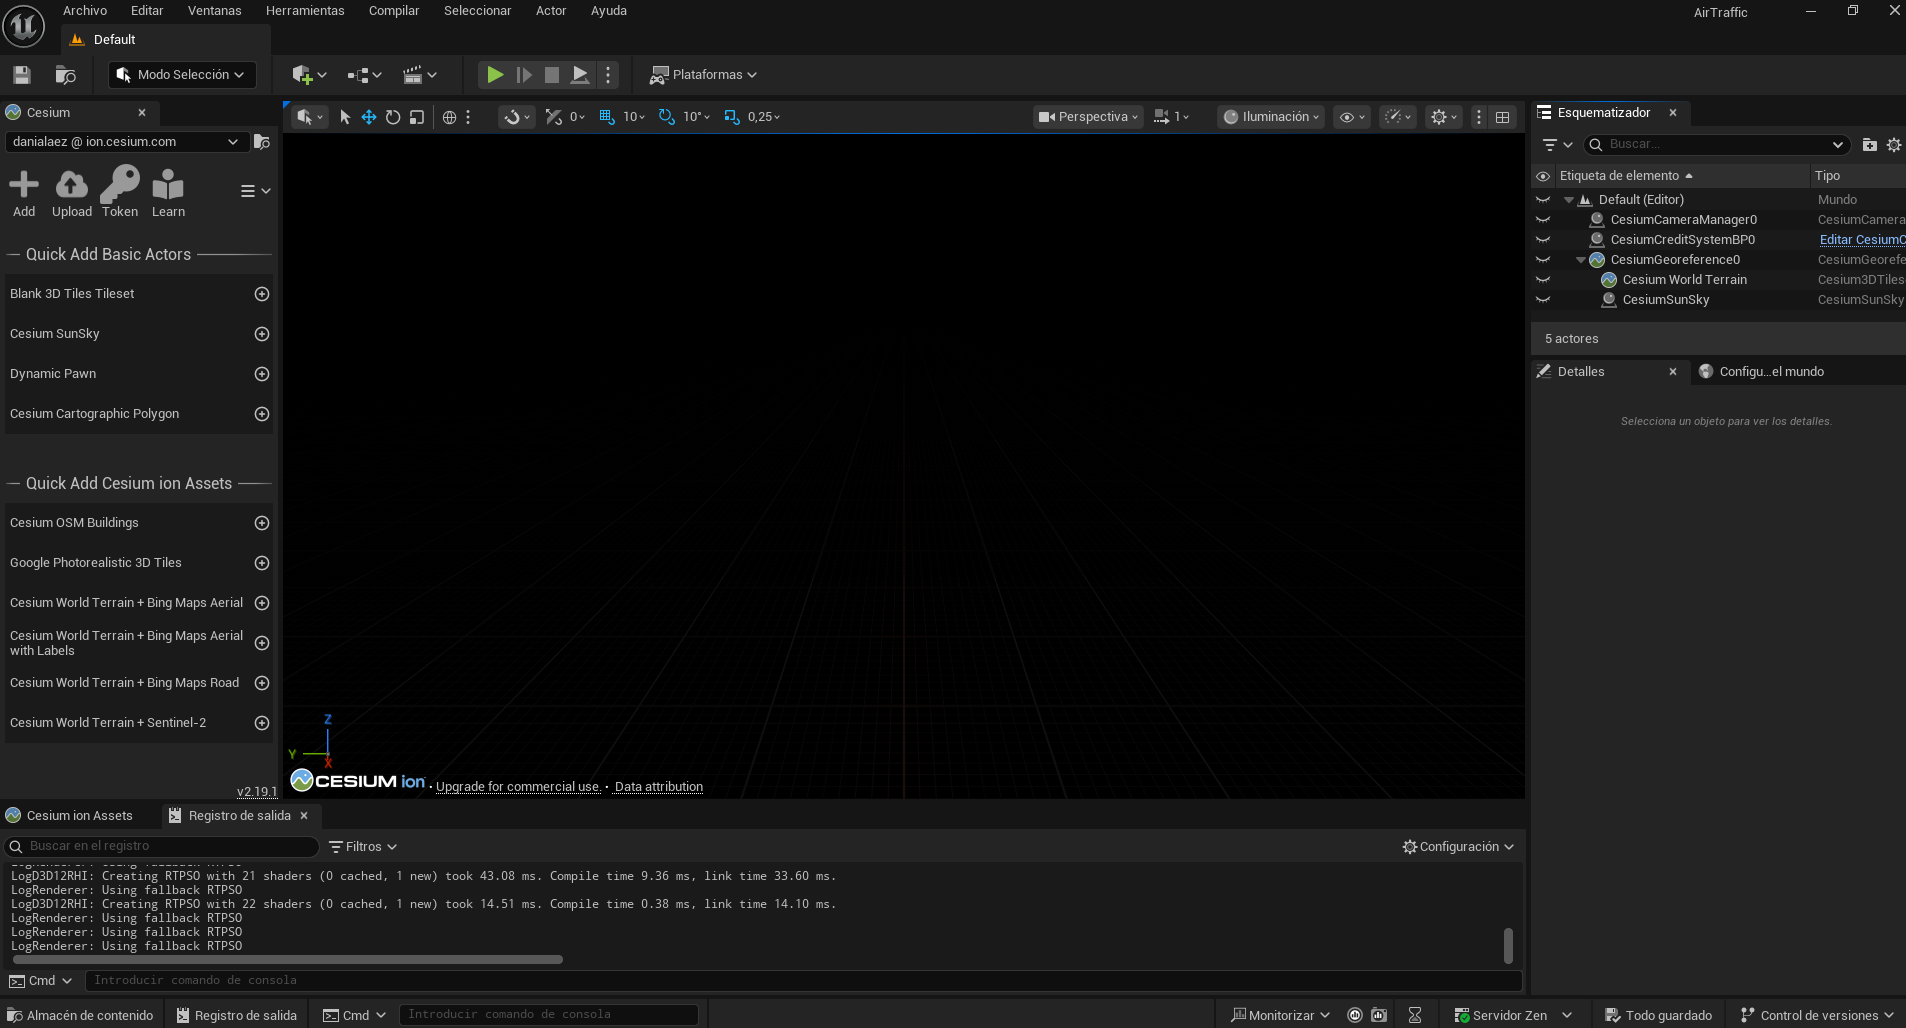 Archivo Editar Ventanas Herramientas Compilar Seleccionar Actor Ayuda
AirTraffic
Default
Modo Selección
Plataformas
Cesium
danialaez @ ion.cesium.com
Add Upload Token Learn
Quick Add Basic Actors
Blank 3D Tiles Tileset
Cesium SunSky
Dynamic Pawn
Cesium Cartographic Polygon
Quick Add Cesium ion Assets
Cesium OSM Buildings
Google Photorealistic 3D Tiles
Cesium World Terrain + Bing Maps Aerial
Cesium World Terrain + Bing Maps Aerial
with Labels
Cesium World Terrain + Bing Maps Road
Cesium World Terrain + Sentinel-2
v2.19.1
0 10 10° 0,25
Perspectiva 1 Iluminación
Z
Y
X
CESIUM ion · Upgrade for commercial use. · Data attribution
Esquematizador
Buscar...
Etiqueta de elemento Tipo
Default (Editor) Mundo
CesiumCameraManager0 CesiumCamera
CesiumCreditSystemBP0 Editar CesiumC
CesiumGeoreference0 CesiumGeorefe
Cesium World Terrain Cesium3DTiles
CesiumSunSky CesiumSunSky
5 actores
Detalles Configu...el mundo
Selecciona un objeto para ver los detalles.
Cesium ion Assets Registro de salida
Buscar en el registro Filtros Configuración
LogRenderer: Using fallback RTPSO
LogD3D12RHI: Creating RTPSO with 21 shaders (0 cached, 1 new) took 43.08 ms. Compile time 9.36 ms, link time 33.60 ms.
LogRenderer: Using fallback RTPSO
LogD3D12RHI: Creating RTPSO with 22 shaders (0 cached, 1 new) took 14.51 ms. Compile time 0.38 ms, link time 14.10 ms.
LogRenderer: Using fallback RTPSO
LogRenderer: Using fallback RTPSO
LogRenderer: Using fallback RTPSO
Cmd Introducir comando de consola
Almacén de contenido Registro de salida Cmd Introducir comando de consola Monitorizar Servidor Zen Todo guardado Control de versiones